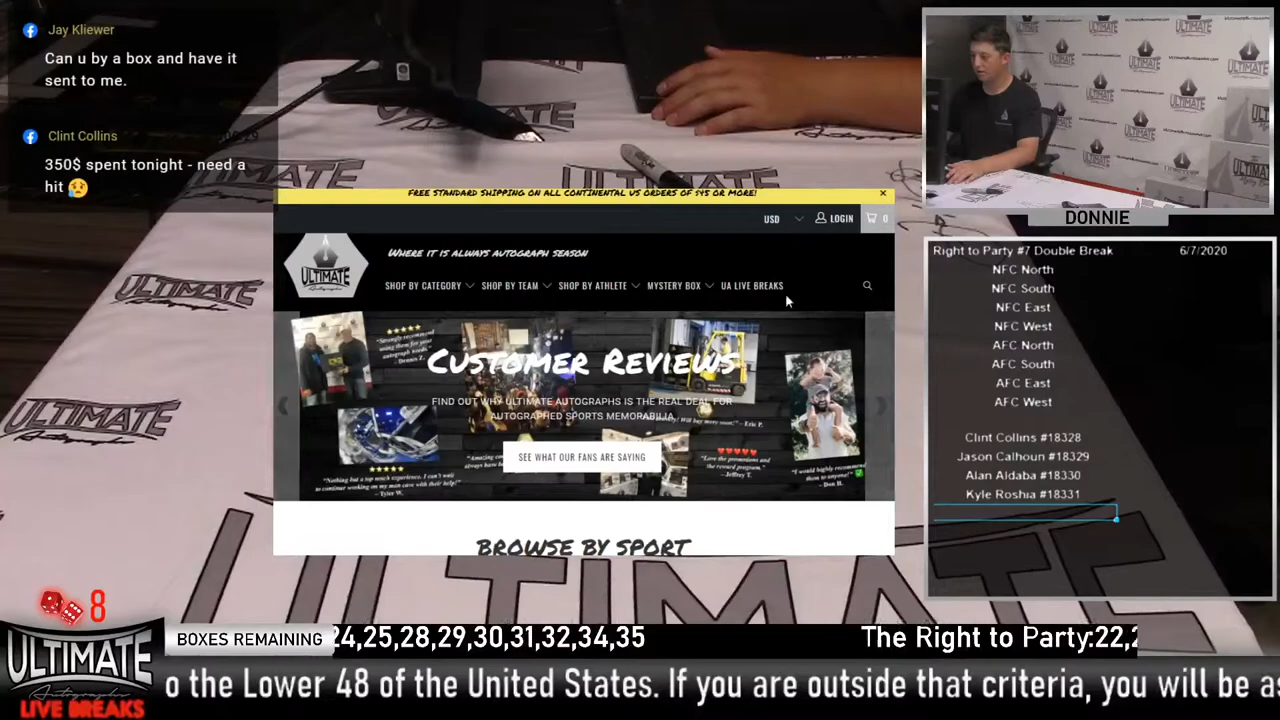 Jay Kliewer
Can u by a box and have it
sent to me.
Clint Collins
350$ spent tonight - need a
hit 😥
FREE STANDARD SHIPPING ON ALL CONTINENTAL US ORDERS OF $45 OR MORE!
USD
LOGIN
0
ULTIMATE
WHERE IT IS ALWAYS AUTOGRAPH SEASON
SHOP BY CATEGORY
SHOP BY TEAM
SHOP BY ATHLETE
MYSTERY BOX
UA LIVE BREAKS
CUSTOMER REVIEWS
FIND OUT WHY ULTIMATE AUTOGRAPHS IS THE REAL DEAL FOR
AUTOGRAPHED SPORTS MEMORABILIA
SEE WHAT OUR FANS ARE SAYING
BROWSE BY SPORT
DONNIE
Right to Party #7 Double Break 6/7/2020
NFC North
NFC South
NFC East
NFC West
AFC North
AFC South
AFC East
AFC West
Clint Collins #18328
Jason Calhoun #18329
Alan Aldaba #18330
Kyle Roshia #18331
ULTIMATE
ULTIMATE
ULTIMATE
8
ULTIMATE
Autographs
LIVE BREAKS
BOXES REMAINING
24,25,28,29,30,31,32,34,35 The Right to Party:22,2
o the Lower 48 of the United States. If you are outside that criteria, you will be as